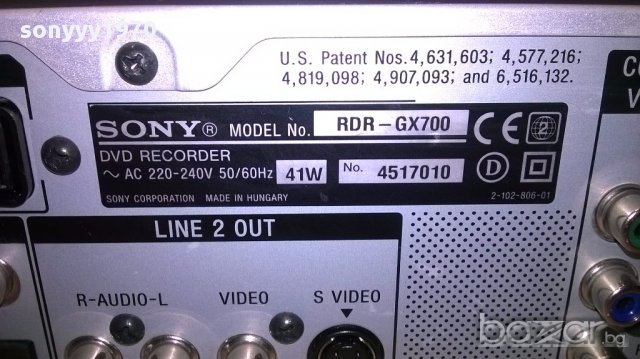 sonyyy1970
U.S. Patent Nos. 4,631,603; 4,577,216;
4,819,098; 4,907,093; and 6,516,132.
SONY® MODEL No. RDR-GX700
DVD RECORDER
~ AC 220-240V 50/60Hz 41W No. 4517010
SONY CORPORATION MADE IN HUNGARY
CE 2 D
2-102-806-01
LINE 2 OUT
R-AUDIO-L VIDEO S VIDEO
bazar.bg